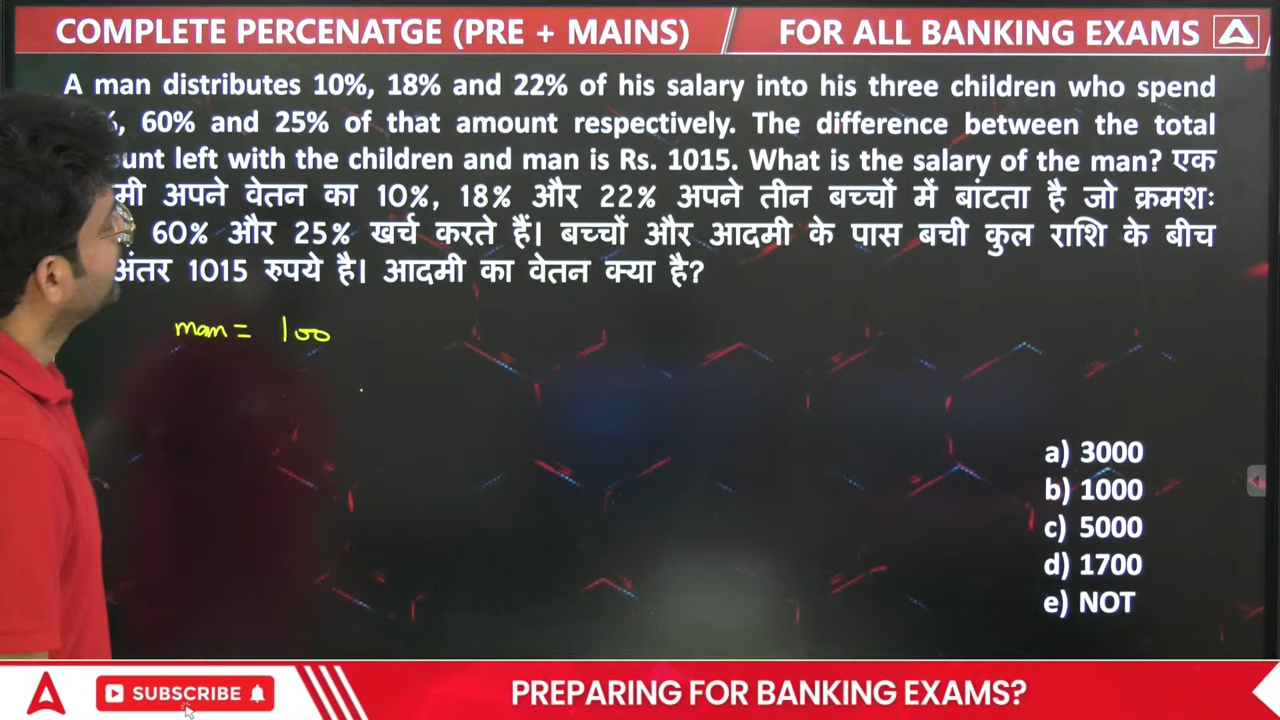 COMPLETE PERCENATGE (PRE + MAINS)
FOR ALL BANKING EXAMS
A man distributes 10%, 18% and 22% of his salary into his three children who spend
60% and 25% of that amount respectively. The difference between the total
left with the children and man is Rs. 1015. What is the salary of the man? एक
अपने वेतन का 10%, 18% और 22% अपने तीन बच्चों में बांटता है जो क्रमशः
60% और 25% खर्च करते हैं। बच्चों और आदमी के पास बची कुल राशि के बीच
अंतर 1015 रुपये है। आदमी का वेतन क्या है?
man = 100
a) 3000
b) 1000
c) 5000
d) 1700
e) NOT
SUBSCRIBE
PREPARING FOR BANKING EXAMS?